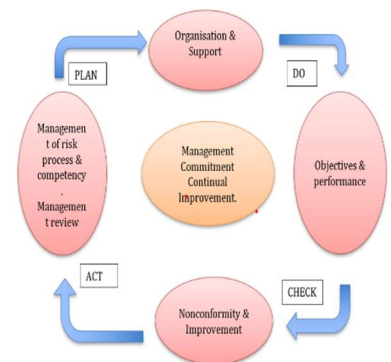 Organisation &
Support
PLAN
DO
Managemen
t of risk
process &
competency
.
Managemen
t review
Management
Commitment
Continual
Improvement.
Objectives &
performance
ACT
CHECK
Nonconformity &
Improvement